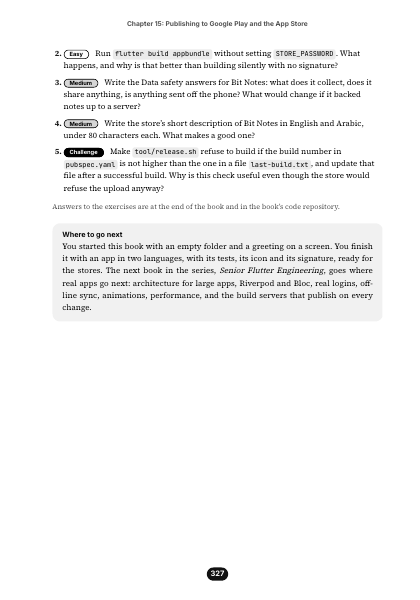 Chapter 15: Publishing to Google Play and the App Store
2. Easy Run flutter build appbundle without setting STORE_PASSWORD. What
happens, and why is that better than building silently with no signature?
3. Medium Write the Data safety answers for Bit Notes: what does it collect, does it
share anything, is anything sent off the phone? What would change if it backed
notes up to a server?
4. Medium Write the store's short description of Bit Notes in English and Arabic,
under 80 characters each. What makes a good one?
5. Challenge Make tool/release.sh refuse to build if the build number in
pubspec.yaml is not higher than the one in a file last-build.txt, and update that
file after a successful build. Why is this check useful even though the store would
refuse the upload anyway?
Answers to the exercises are at the end of the book and in the book's code repository.
Where to go next
You started this book with an empty folder and a greeting on a screen. You finish
it with an app in two languages, with its tests, its icon and its signature, ready for
the stores. The next book in the series, Senior Flutter Engineering, goes where
real apps go next: architecture for large apps, Riverpod and Bloc, real logins, off-
line sync, animations, performance, and the build servers that publish on every
change.
327